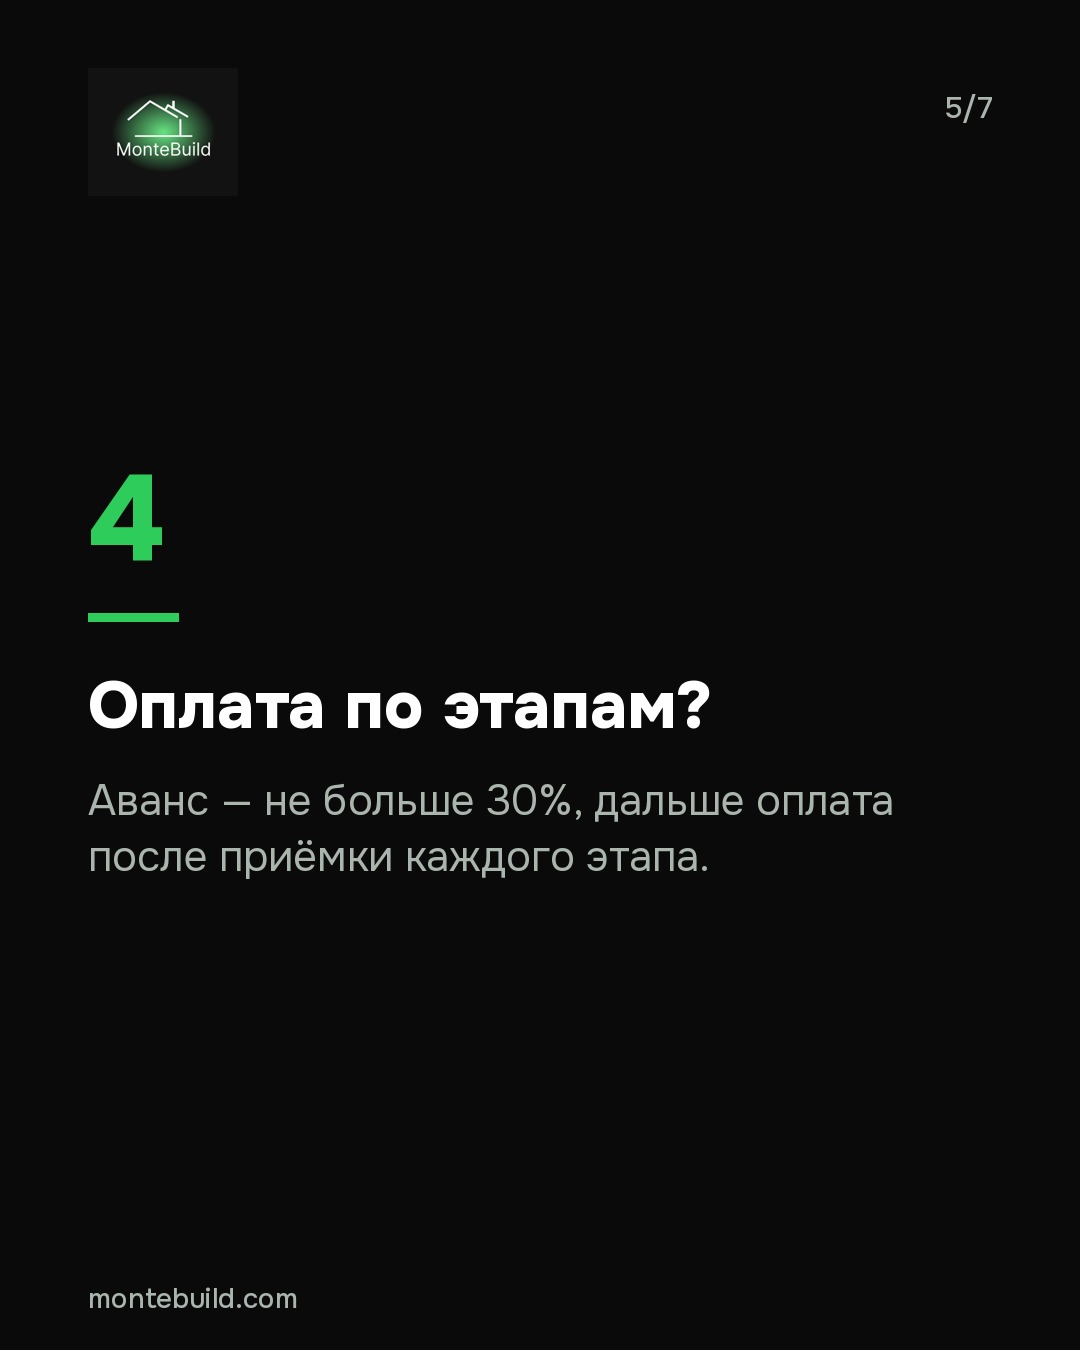 MonteBuild
5/7
4
Оплата по этапам?
Аванс — не больше 30%, дальше оплата
после приёмки каждого этапа.
montebuild.com